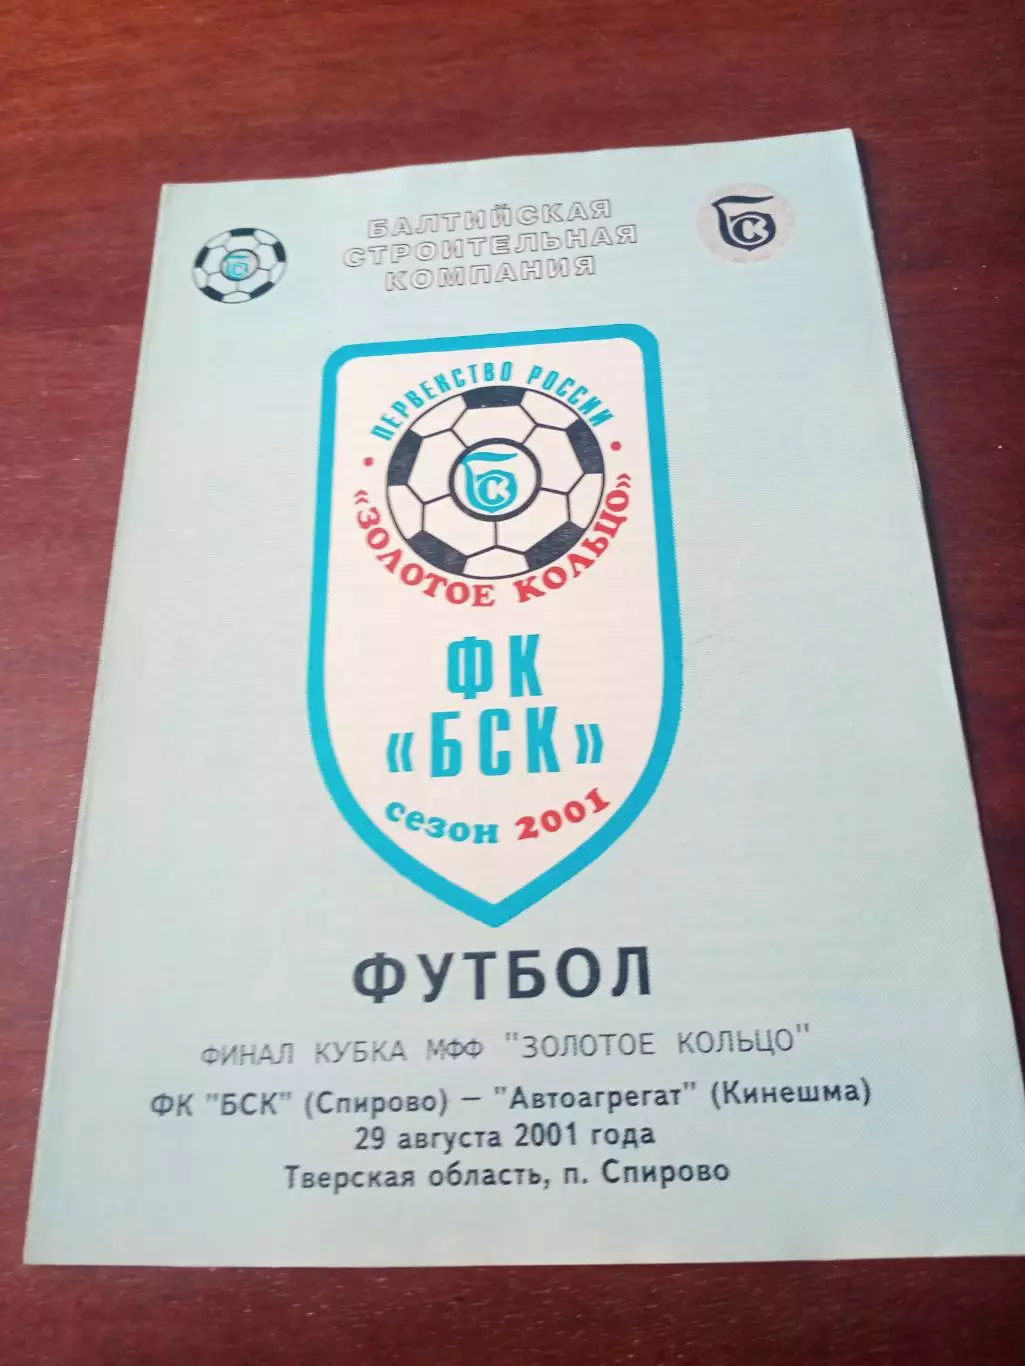 БАЛТИЙСКАЯ
СТРОИТЕЛЬНАЯ
КОМПАНИЯ
БСК
БСК
ПЕРВЕНСТВО РОССИИ
БСК
• «ЗОЛОТОЕ КОЛЬЦО» •
ФК
«БСК»
сезон 2001
ФУТБОЛ
ФИНАЛ КУБКА МФФ "ЗОЛОТОЕ КОЛЬЦО"
ФК "БСК" (Спирово) – "Автоагрегат" (Кинешма)
29 августа 2001 года
Тверская область, п. Спирово